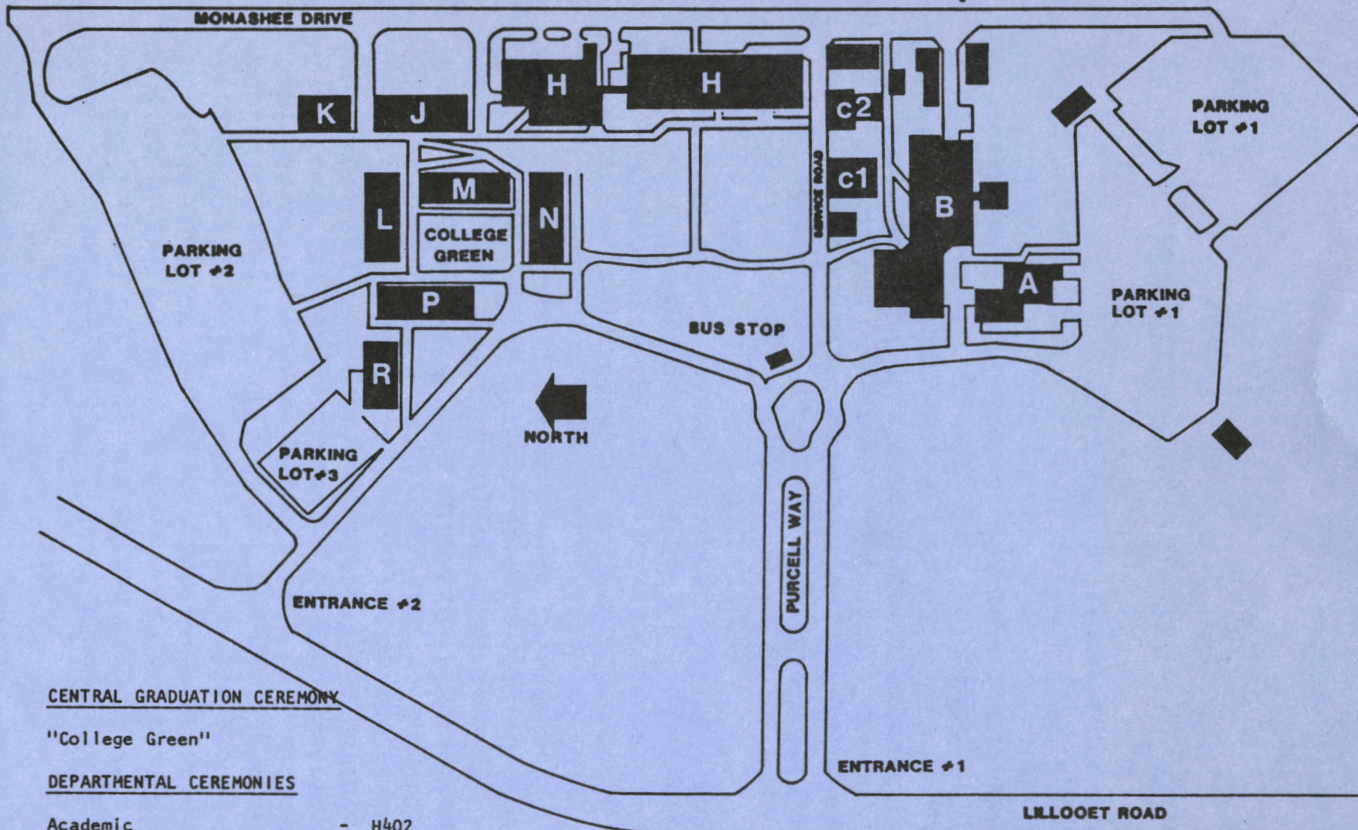 MONASHEE DRIVE
H
H
K
J
C2
PARKING
LOT #1
C1
SERVICE ROAD
M
L
N
B
COLLEGE
GREEN
PARKING
LOT #2
A
PARKING
LOT #1
P
BUS STOP
R
NORTH
PARKING
LOT #3
PURCELL WAY
ENTRANCE #2
CENTRAL GRADUATION CEREMONY
"College Green"
ENTRANCE #1
DEPARTMENTAL CEREMONIES
LILLOOET ROAD
Academic - H402